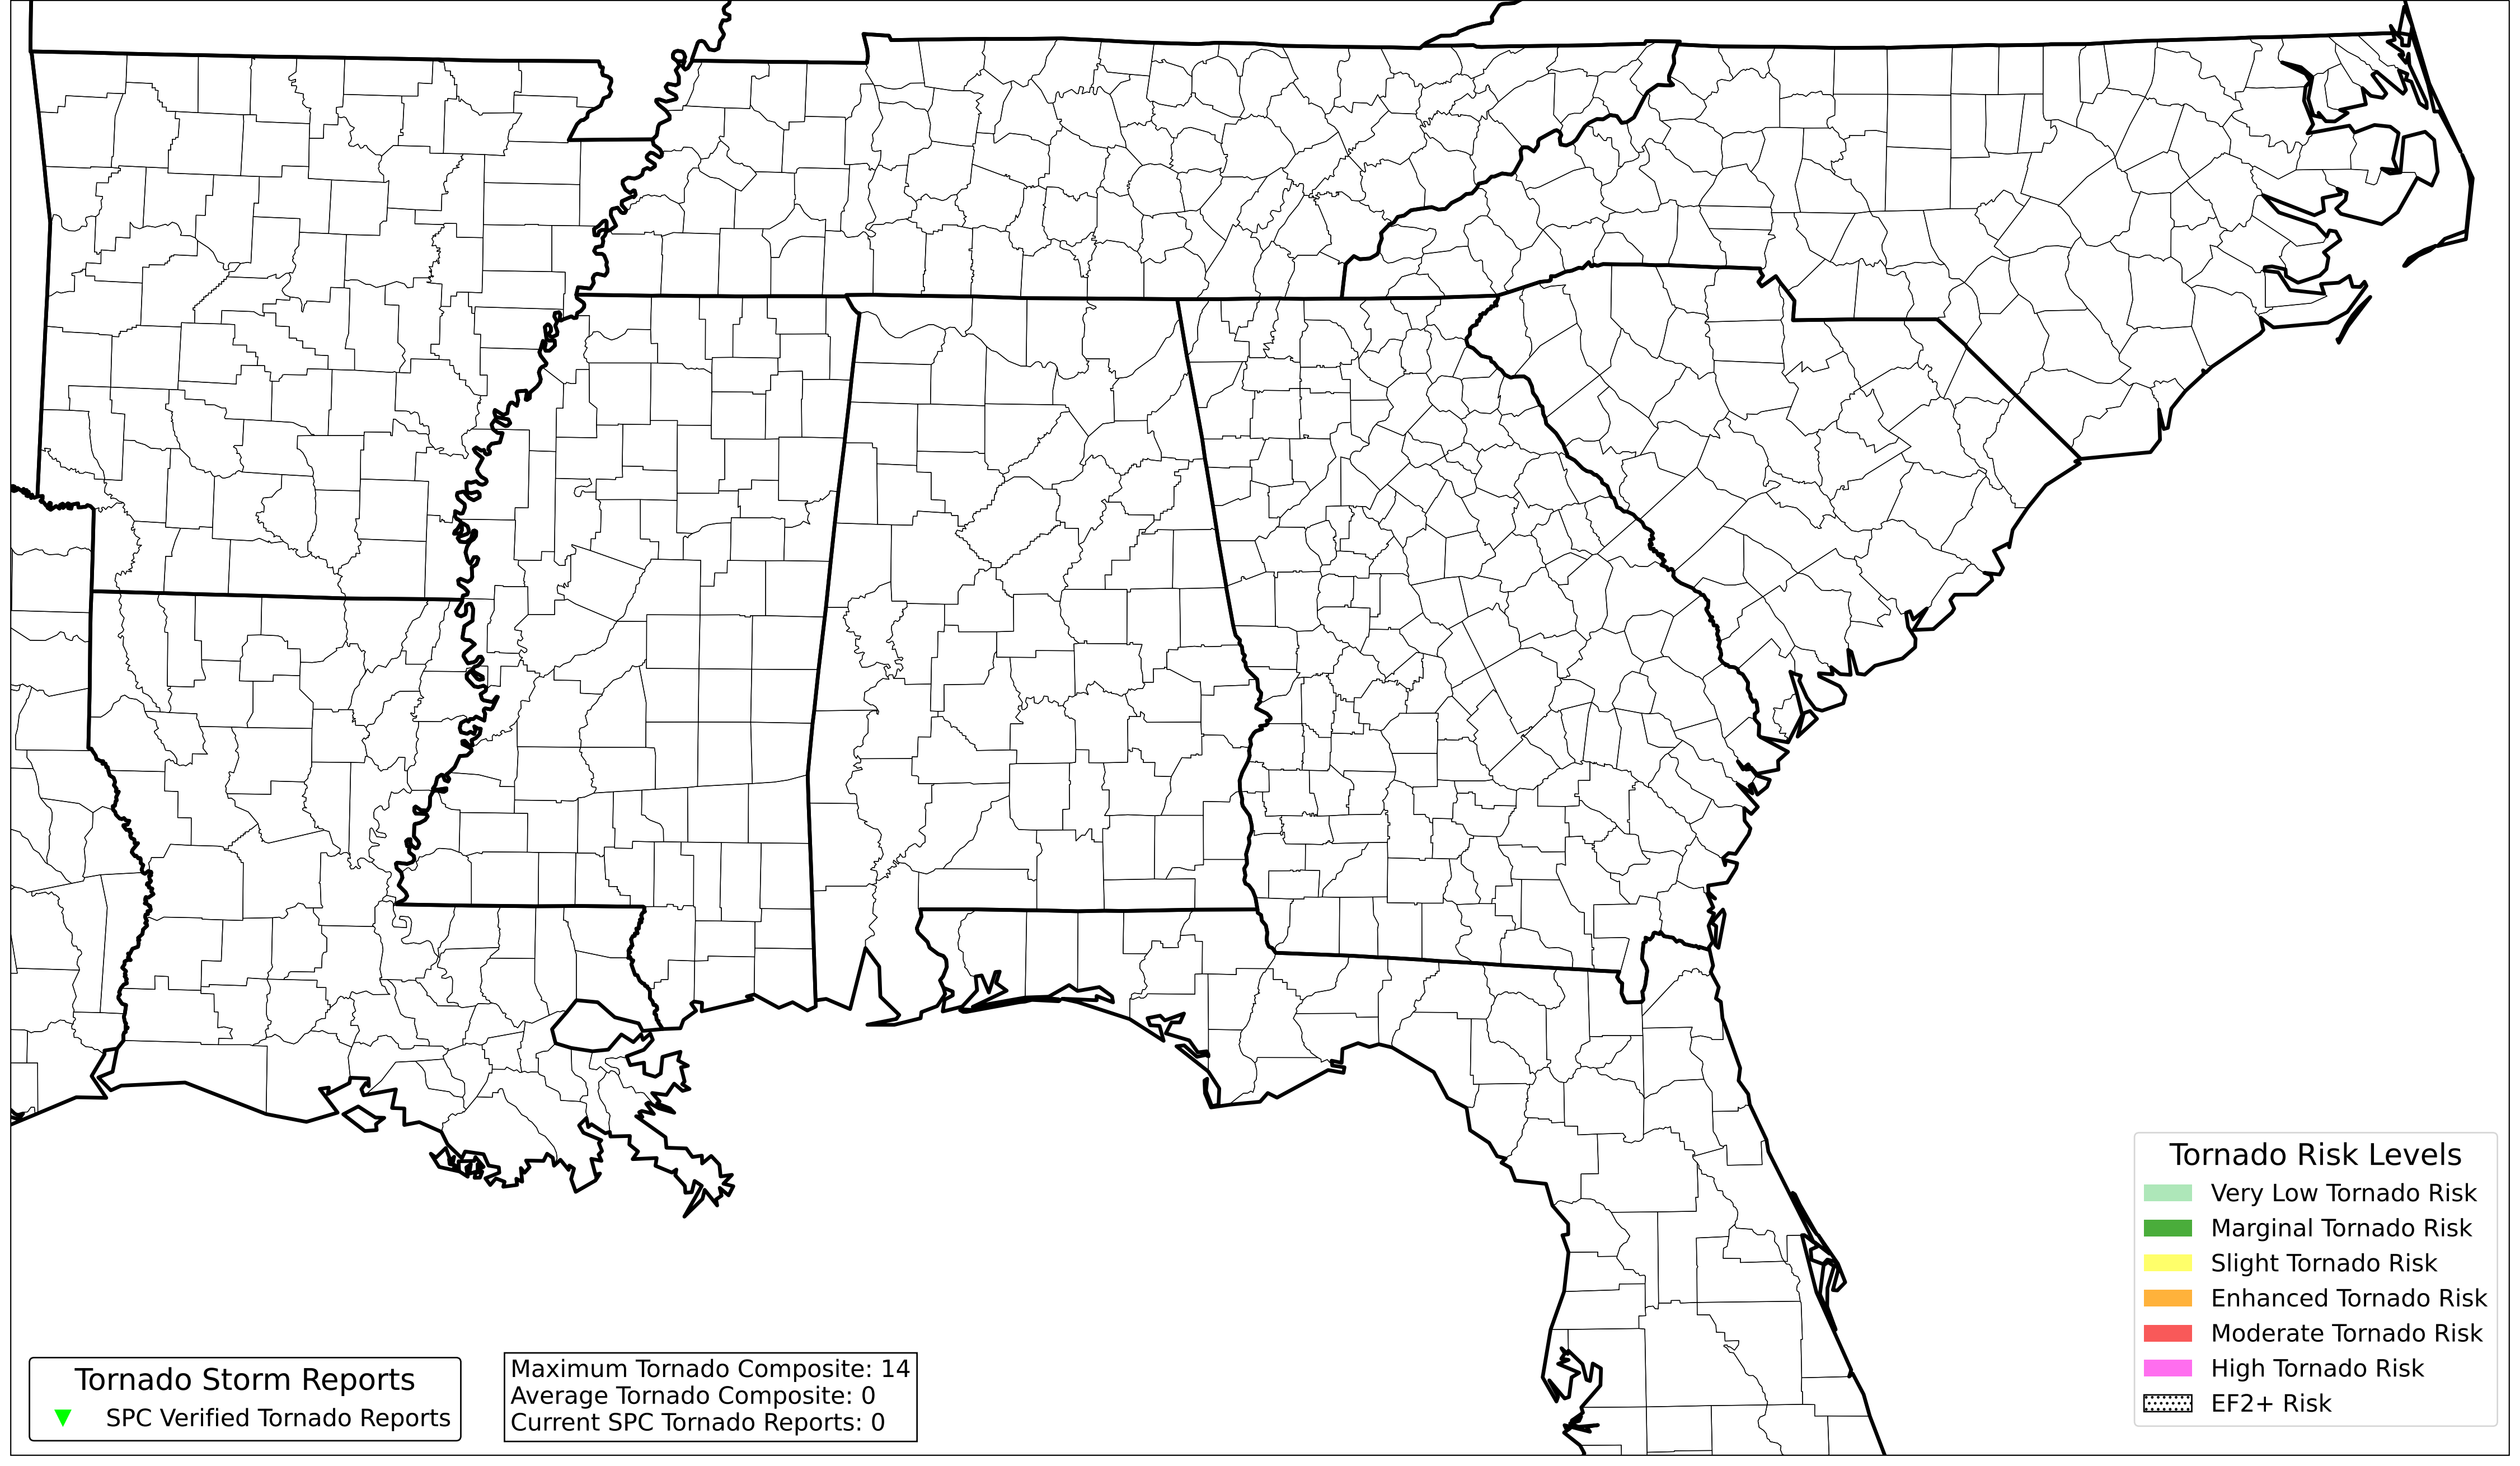 Tornado Risk Levels
Very Low Tornado Risk
Marginal Tornado Risk
Slight Tornado Risk
Enhanced Tornado Risk
Moderate Tornado Risk
High Tornado Risk
EF2+ Risk
Tornado Storm Reports
SPC Verified Tornado Reports
Maximum Tornado Composite: 14
Average Tornado Composite: 0
Current SPC Tornado Reports: 0